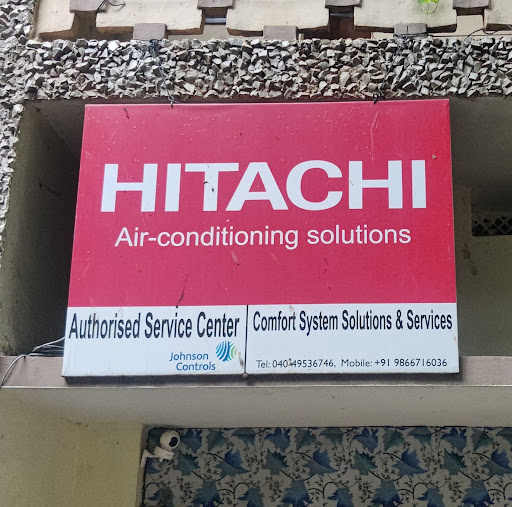 HITACHI
Air-conditioning solutions
Authorised Service Center
Johnson
Controls
Comfort System Solutions & Services
Tel: 040-49536746, Mobile: +91 9866716036